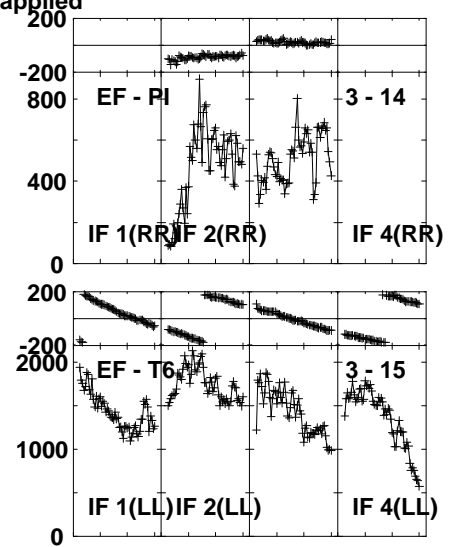 applied
200
-200
800
EF - PI 3 - 14
400
IF 1(RR) IF 2(RR) IF 4(RR)
0
200
-200
2000
EF - T6 3 - 15
1000
IF 1(LL) IF 2(LL) IF 4(LL)
0